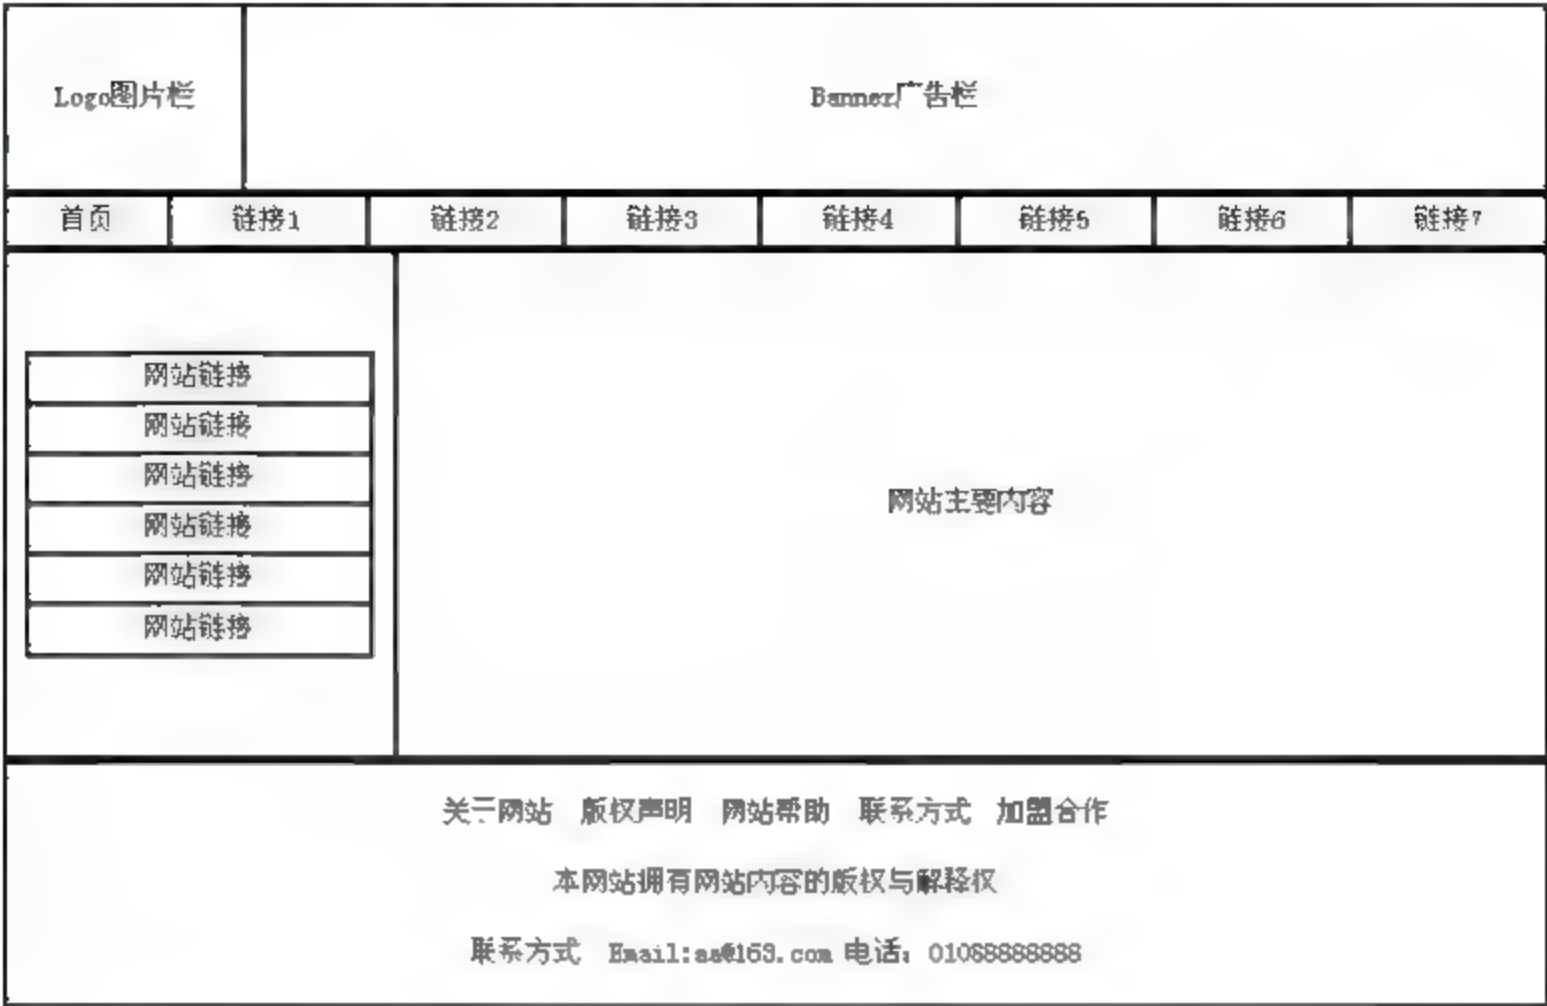 Logo图片栏 Banner广告栏
首页 链接1 链接2 链接3 链接4 链接5 链接6 链接7
网站链接
网站链接
网站链接
网站链接
网站链接
网站链接
网站主要内容
关于网站 版权声明 网站帮助 联系方式 加盟合作
本网站拥有网站内容的版权与解释权
联系方式 Email:aa@163.com 电话：01088888888